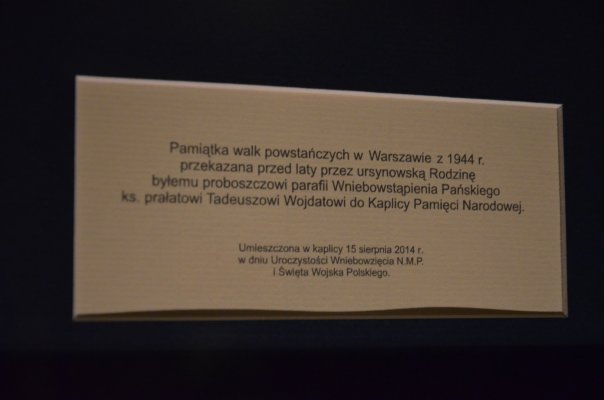 Pamiątka walk powstańczych w Warszawie z 1944 r.
przekazana przed laty przez ursynowską Rodzinę
byłemu proboszczowi parafii Wniebowstąpienia Pańskiego
ks. prałatowi Tadeuszowi Wojdatowi do Kaplicy Pamięci Narodowej.
Umieszczona w kaplicy 15 sierpnia 2014 r.
w dniu Uroczystości Wniebowzięcia N.M.P.
i Święta Wojska Polskiego.